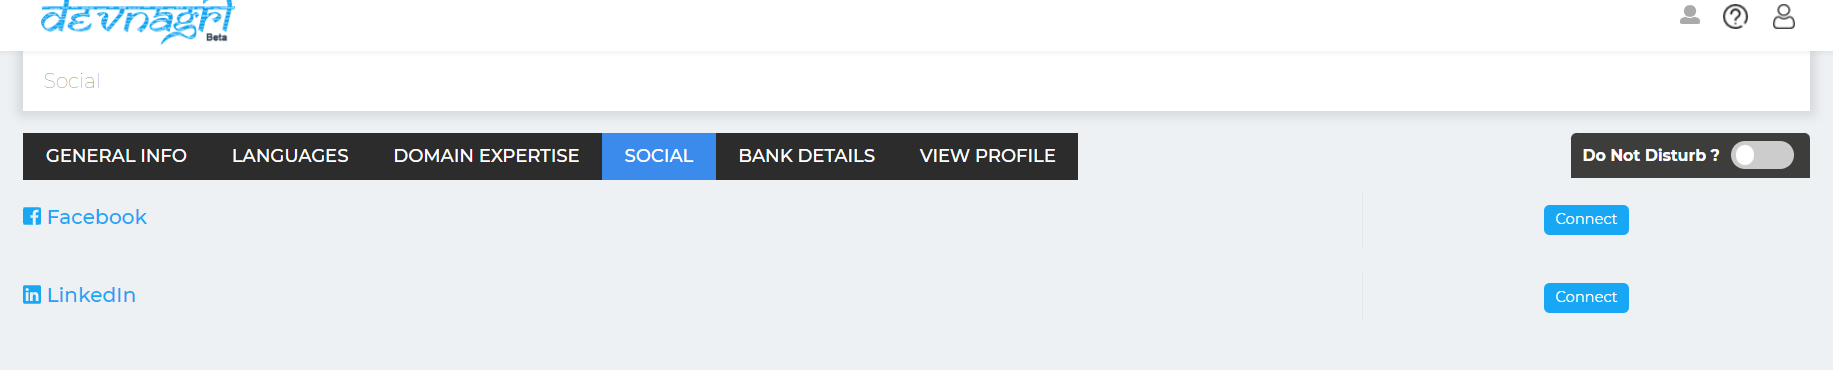 devnagri
Beta
Social
GENERAL INFO LANGUAGES DOMAIN EXPERTISE SOCIAL BANK DETAILS VIEW PROFILE Do Not Disturb ?
Facebook Connect
LinkedIn Connect